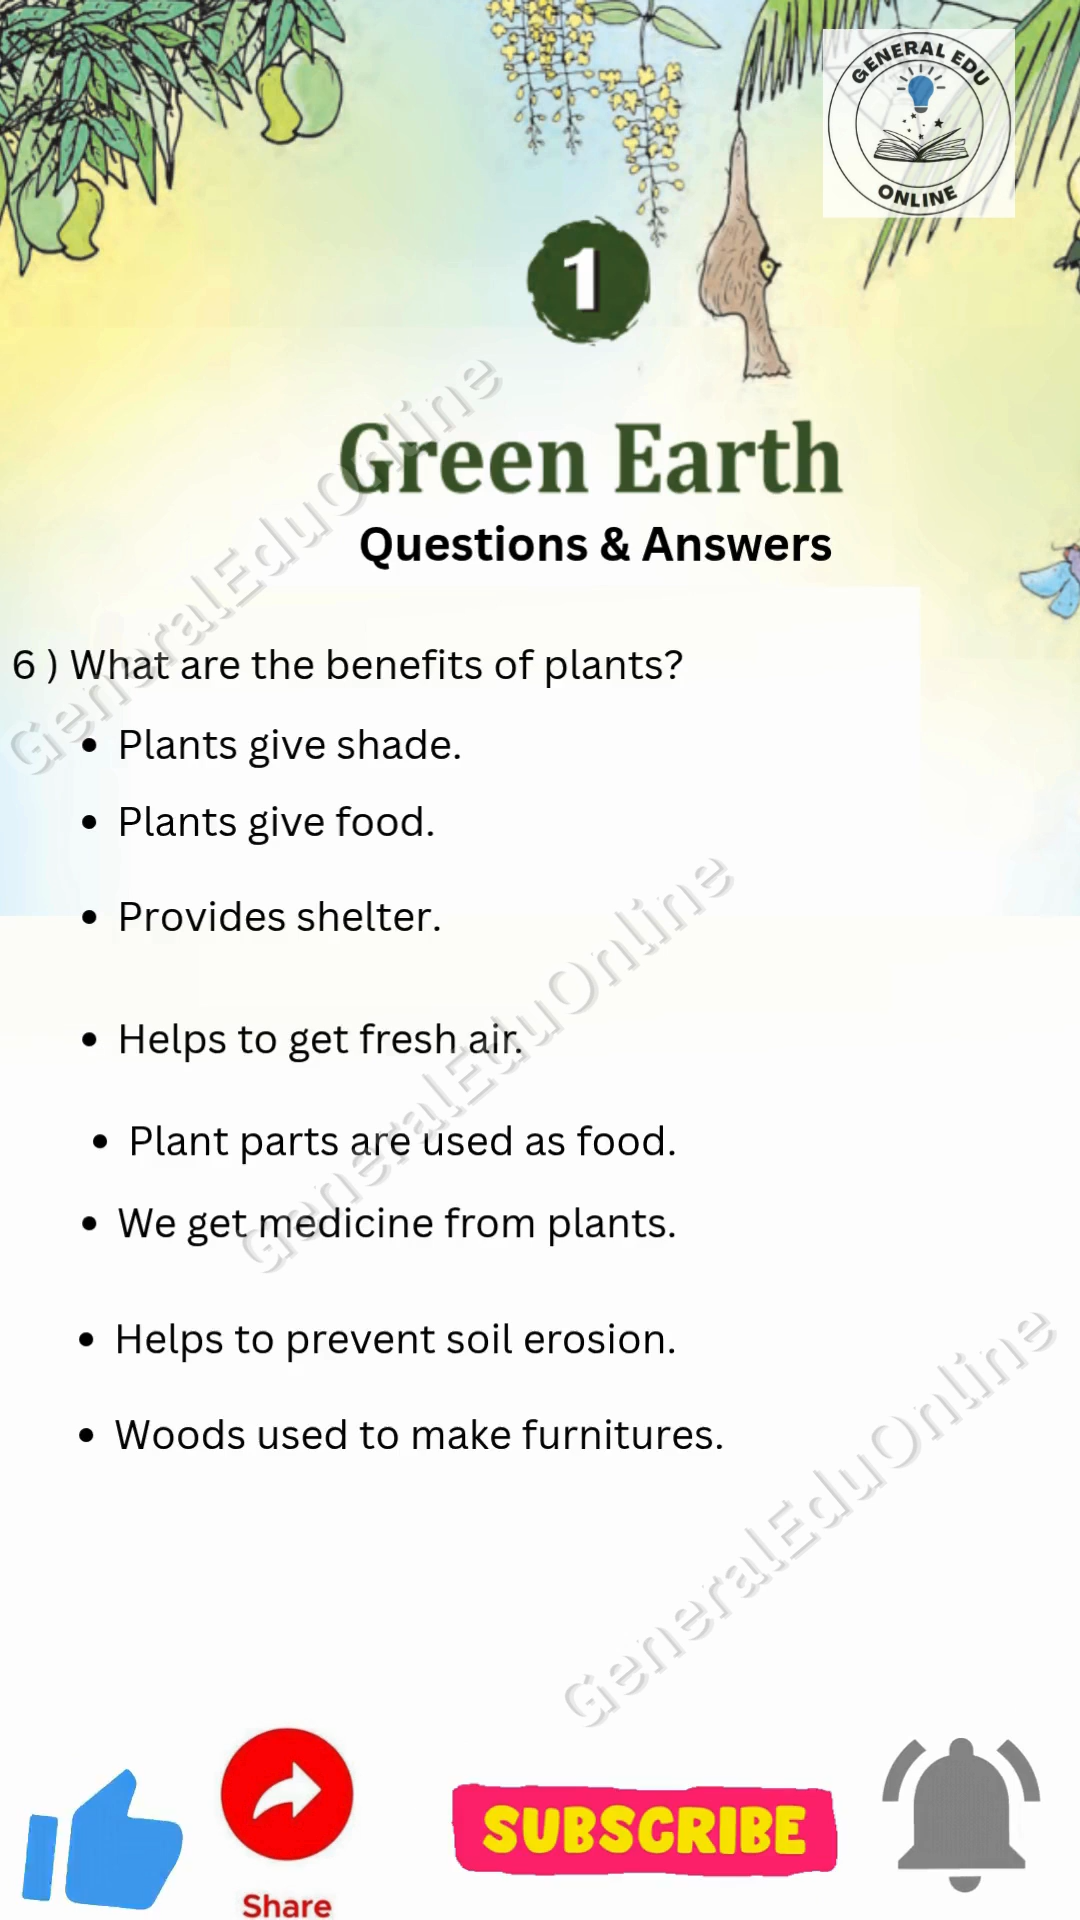 GENERAL EDU
ONLINE
1
Green Earth
Questions & Answers
6 ) What are the benefits of plants?
• Plants give shade.
• Plants give food.
• Provides shelter.
• Helps to get fresh air.
• Plant parts are used as food.
• We get medicine from plants.
• Helps to prevent soil erosion.
• Woods used to make furnitures.
GeneralEduOnline
GeneralEduOnline
GeneralEduOnline
SUBSCRIBE
Share